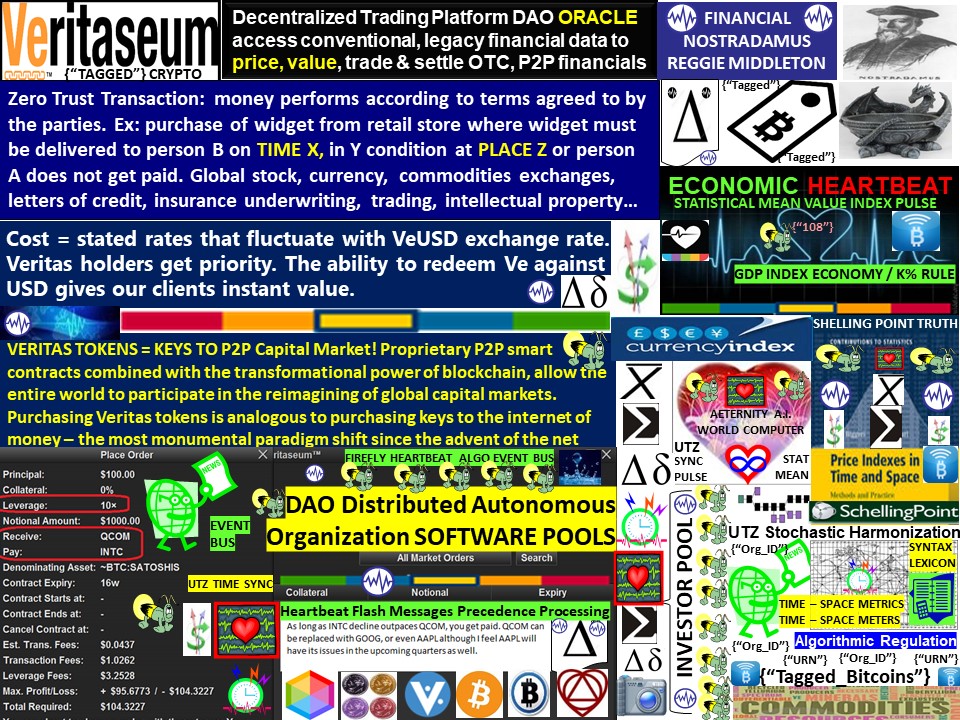 Veritaseum™
{“TAGGED”} CRYPTO
Decentralized Trading Platform DAO ORACLE
access conventional, legacy financial data to
price, value, trade & settle OTC, P2P financials
FINANCIAL
NOSTRADAMUS
REGGIE MIDDLETON
NOSTRADAMUS
Zero Trust Transaction: money performs according to terms agreed to by
the parties. Ex: purchase of widget from retail store where widget must
be delivered to person B on TIME X, in Y condition at PLACE Z or person
A does not get paid. Global stock, currency, commodities exchanges,
letters of credit, insurance underwriting, trading, intellectual property…
Δ
{“Tagged”}
{“Tagged”}
ECONOMIC HEARTBEAT
STATISTICAL MEAN VALUE INDEX PULSE
{“108”}
GDP INDEX ECONOMY / K% RULE
Cost = stated rates that fluctuate with VeUSD exchange rate.
Veritas holders get priority. The ability to redeem Ve against
USD gives our clients instant value.
Δδ
VERITAS TOKENS = KEYS TO P2P Capital Market! Proprietary P2P smart
contracts combined with the transformational power of blockchain, allow the
entire world to participate in the reimagining of global capital markets.
Purchasing Veritas tokens is analogous to purchasing keys to the internet of
money – the most monumental paradigm shift since the advent of the net
£ $ € ¥
currencyindex
X
Σ
Δδ
AETERNITY A.I.
WORLD COMPUTER
UTZ
SYNC
PULSE
STAT
MEAN
SHELLING POINT TRUTH
CONTRIBUTIONS TO STATISTICS
X
Σ
Price Indexes in
Time and Space
Methods and Practice
SchellingPoint
Place Order
Principal: $100.00
Collateral: 0%
Leverage: 10×
Notional Amount: $1000.00
Receive: QCOM
Pay: INTC
Denominating Asset: ~BTC:SATOSHIS
Contract Expiry: 16w
Contract Starts at: -
Contract Ends at: -
Cancel Contract at: -
Est. Trans. Fees: $0.0437
Transaction Fees: $1.0262
Leverage Fees: $3.2528
Max. Profit/Loss: + $95.6773 / - $104.3227
Total Required: $104.3227
NEWS
EVENT
BUS
UTZ TIME SYNC
ritaseum™
FIREFLY HEARTBEAT ALGO EVENT BUS
DAO Distributed Autonomous
Organization SOFTWARE POOLS
All Market Orders
Search
Collateral
Notional
Expiry
Heartbeat Flash Messages Precedence Processing
As long as INTC decline outpaces QCOM, you get paid. QCOM can
be replaced with GOOG, or even AAPL although I feel AAPL will
have its issues in the upcoming quarters as well.
Δ
Σ
Δδ
INVESTOR POOL
UTZ Stochastic Harmonization
{“Org_ID”}
NEWS
SYNTAX
LEXICON
TIME – SPACE METRICS
TIME – SPACE METERS
Algorithmic Regulation
{“Org_ID”}
{“URN”}
{“Org_ID”}
{“URN”}
{“Tagged_Bitcoins”}
COMMODITIES